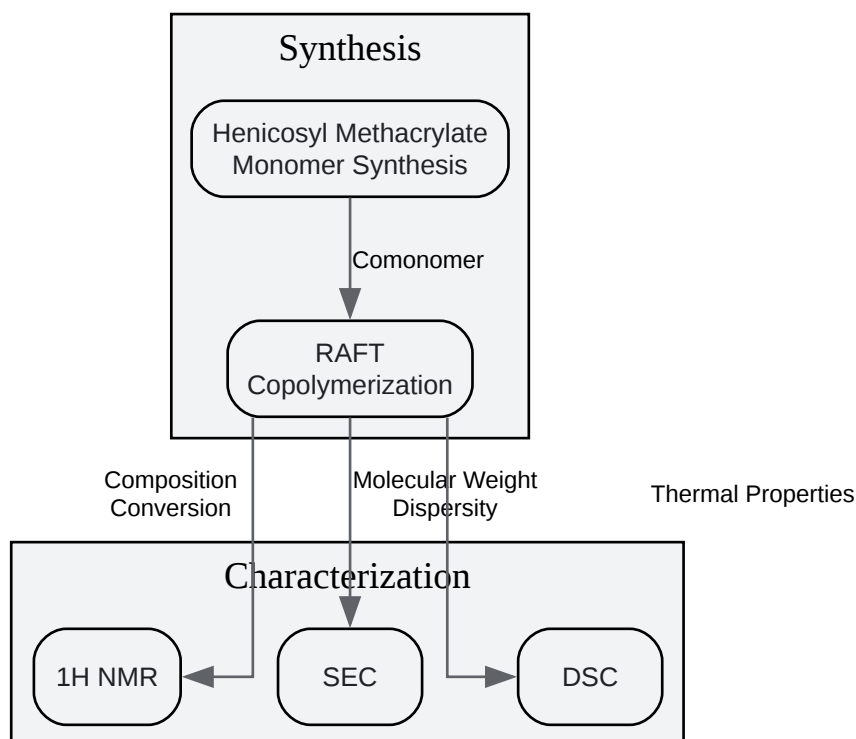 Synthesis
Henicosyl Methacrylate
Monomer Synthesis
Comonomer
RAFT
Copolymerization
Composition
Conversion
Molecular Weight
Dispersity
Thermal Properties
Characterization
1H NMR
SEC
DSC